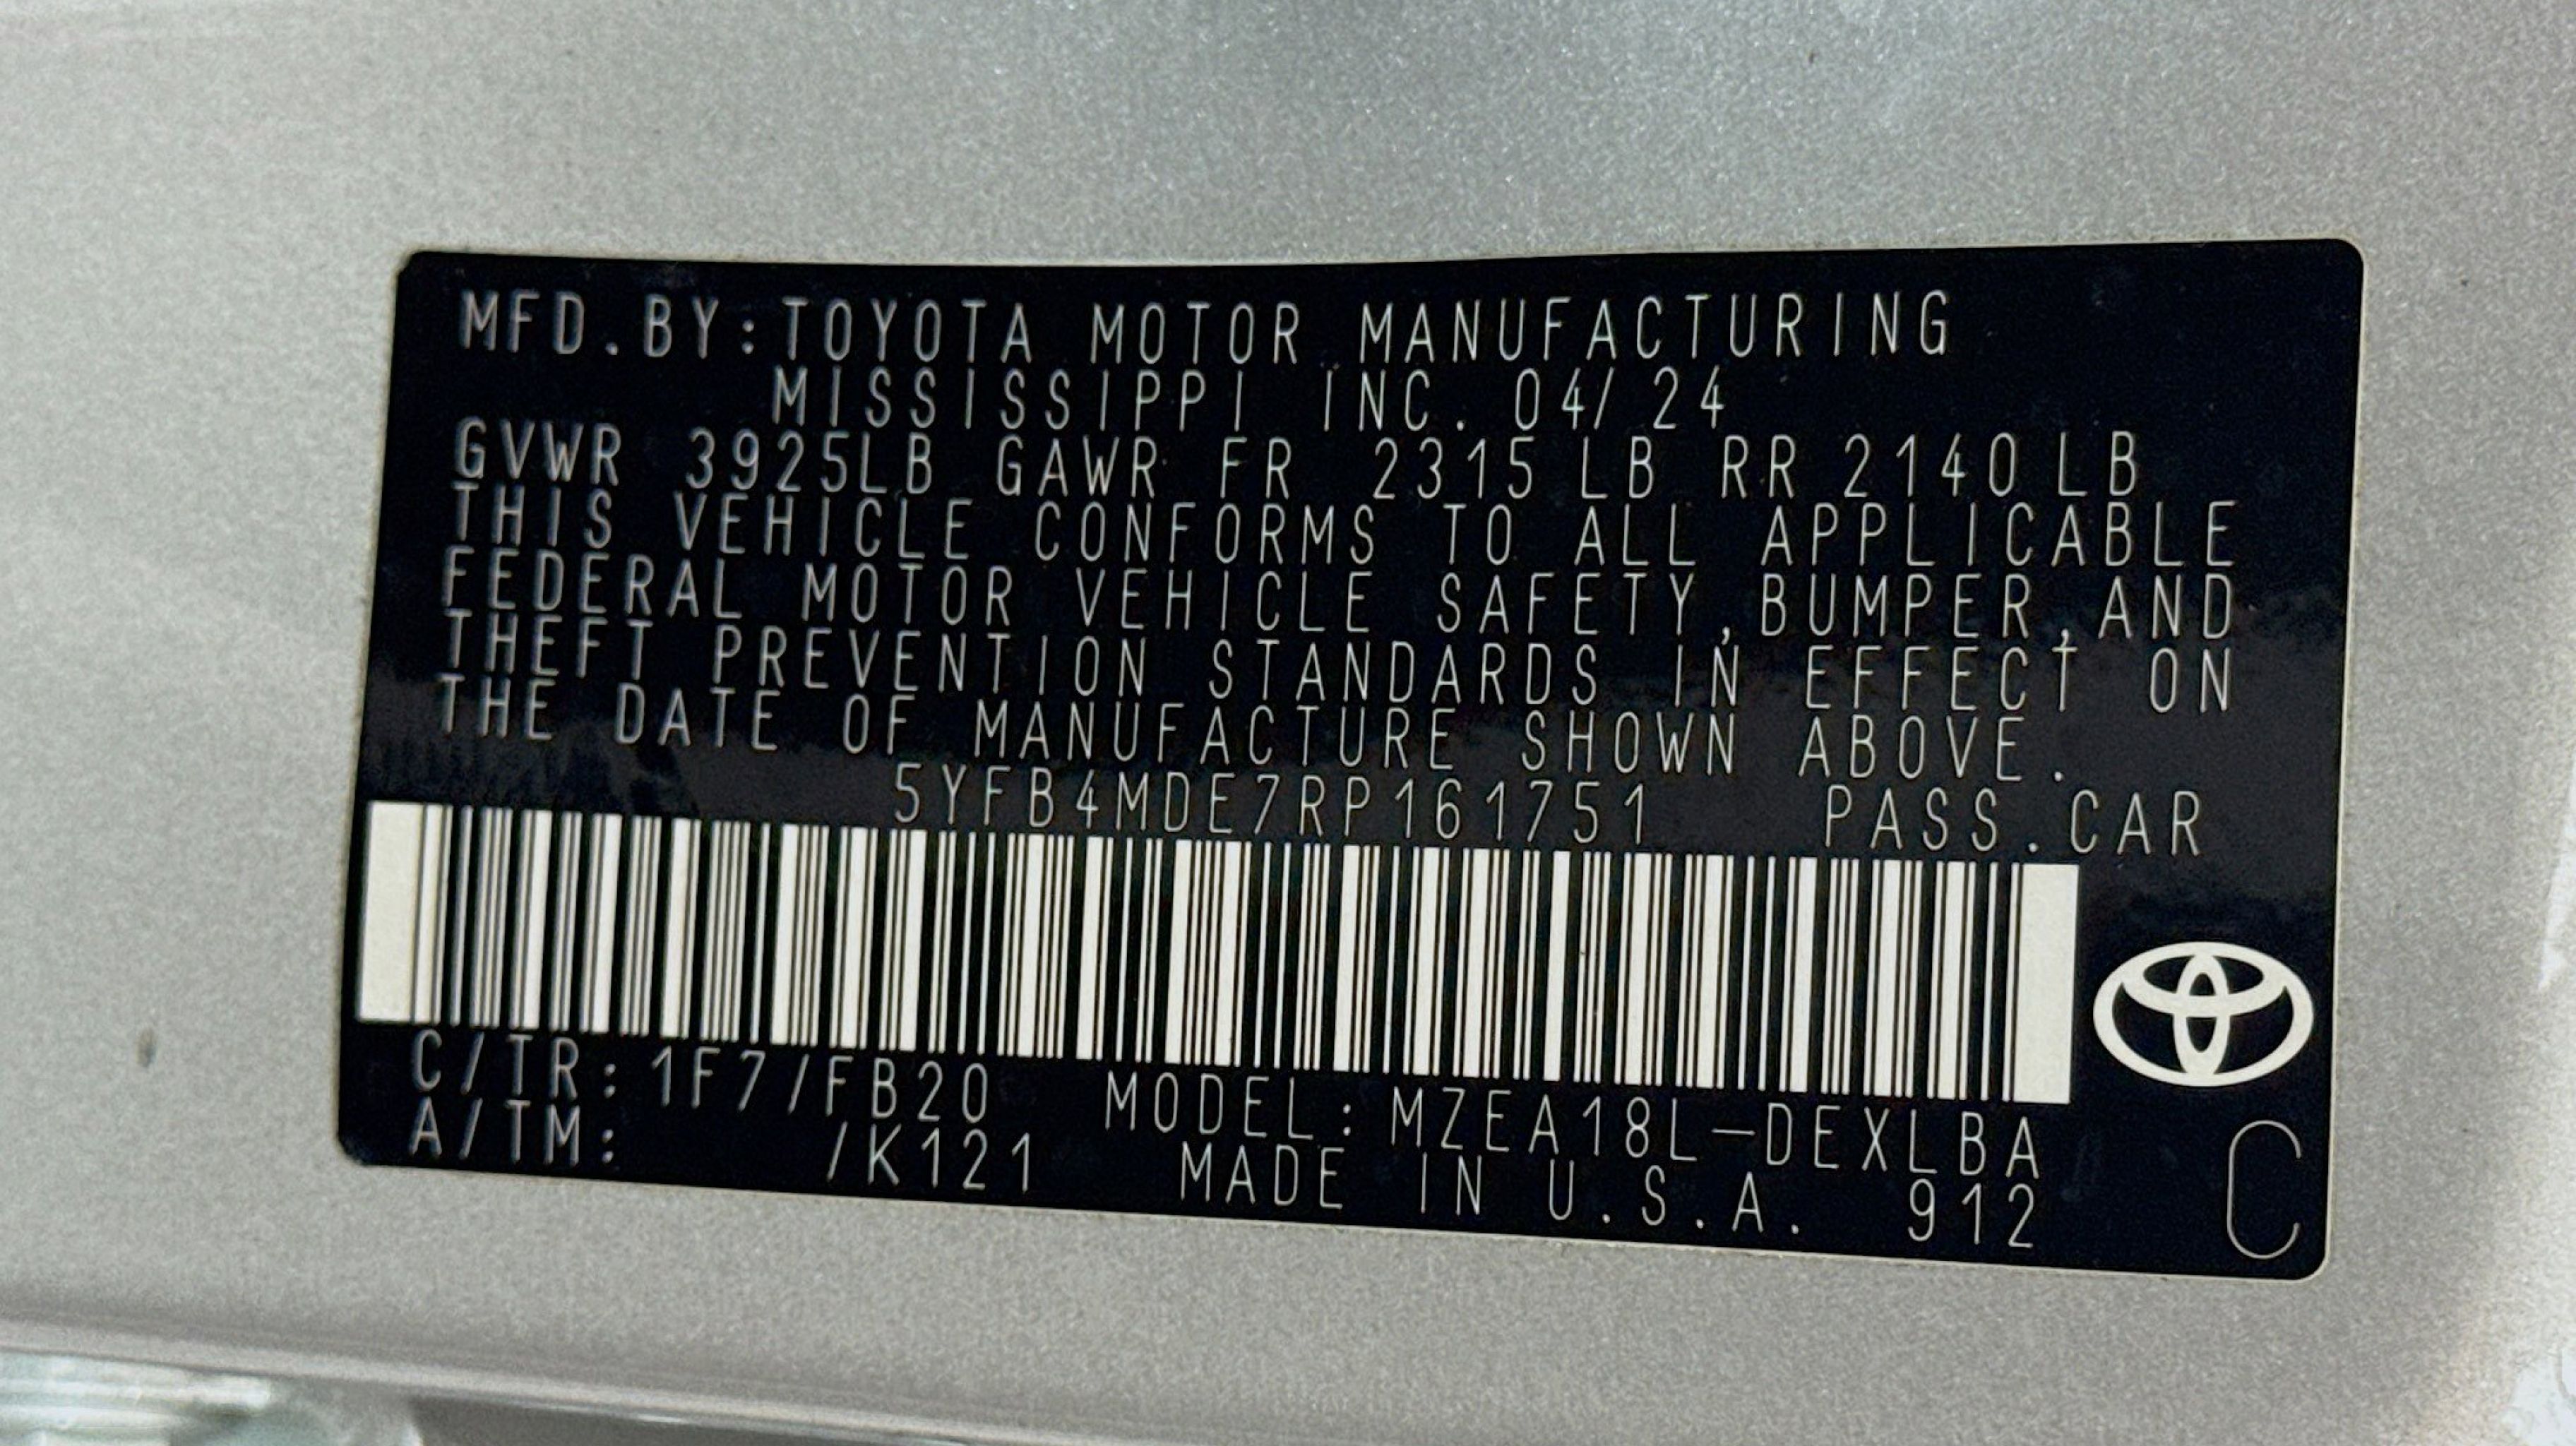 MFD.BY:TOYOTA MOTOR MANUFACTURING
MISSISSIPPI INC. 04/24
GVWR 3925LB GAWR FR 2315 LB RR 2140 LB
THIS VEHICLE CONFORMS TO ALL APPLICABLE
FEDERAL MOTOR VEHICLE SAFETY,BUMPER,AND
THEFT PREVENTION STANDARDS IN EFFECT ON
THE DATE OF MANUFACTURE SHOWN ABOVE.
5YFB4MDE7RP161751 PASS.CAR
C/TR:1F7/FB20 MODEL:MZEA18L-DEXLBA
A/TM: /K121 MADE IN U.S.A. 912
C